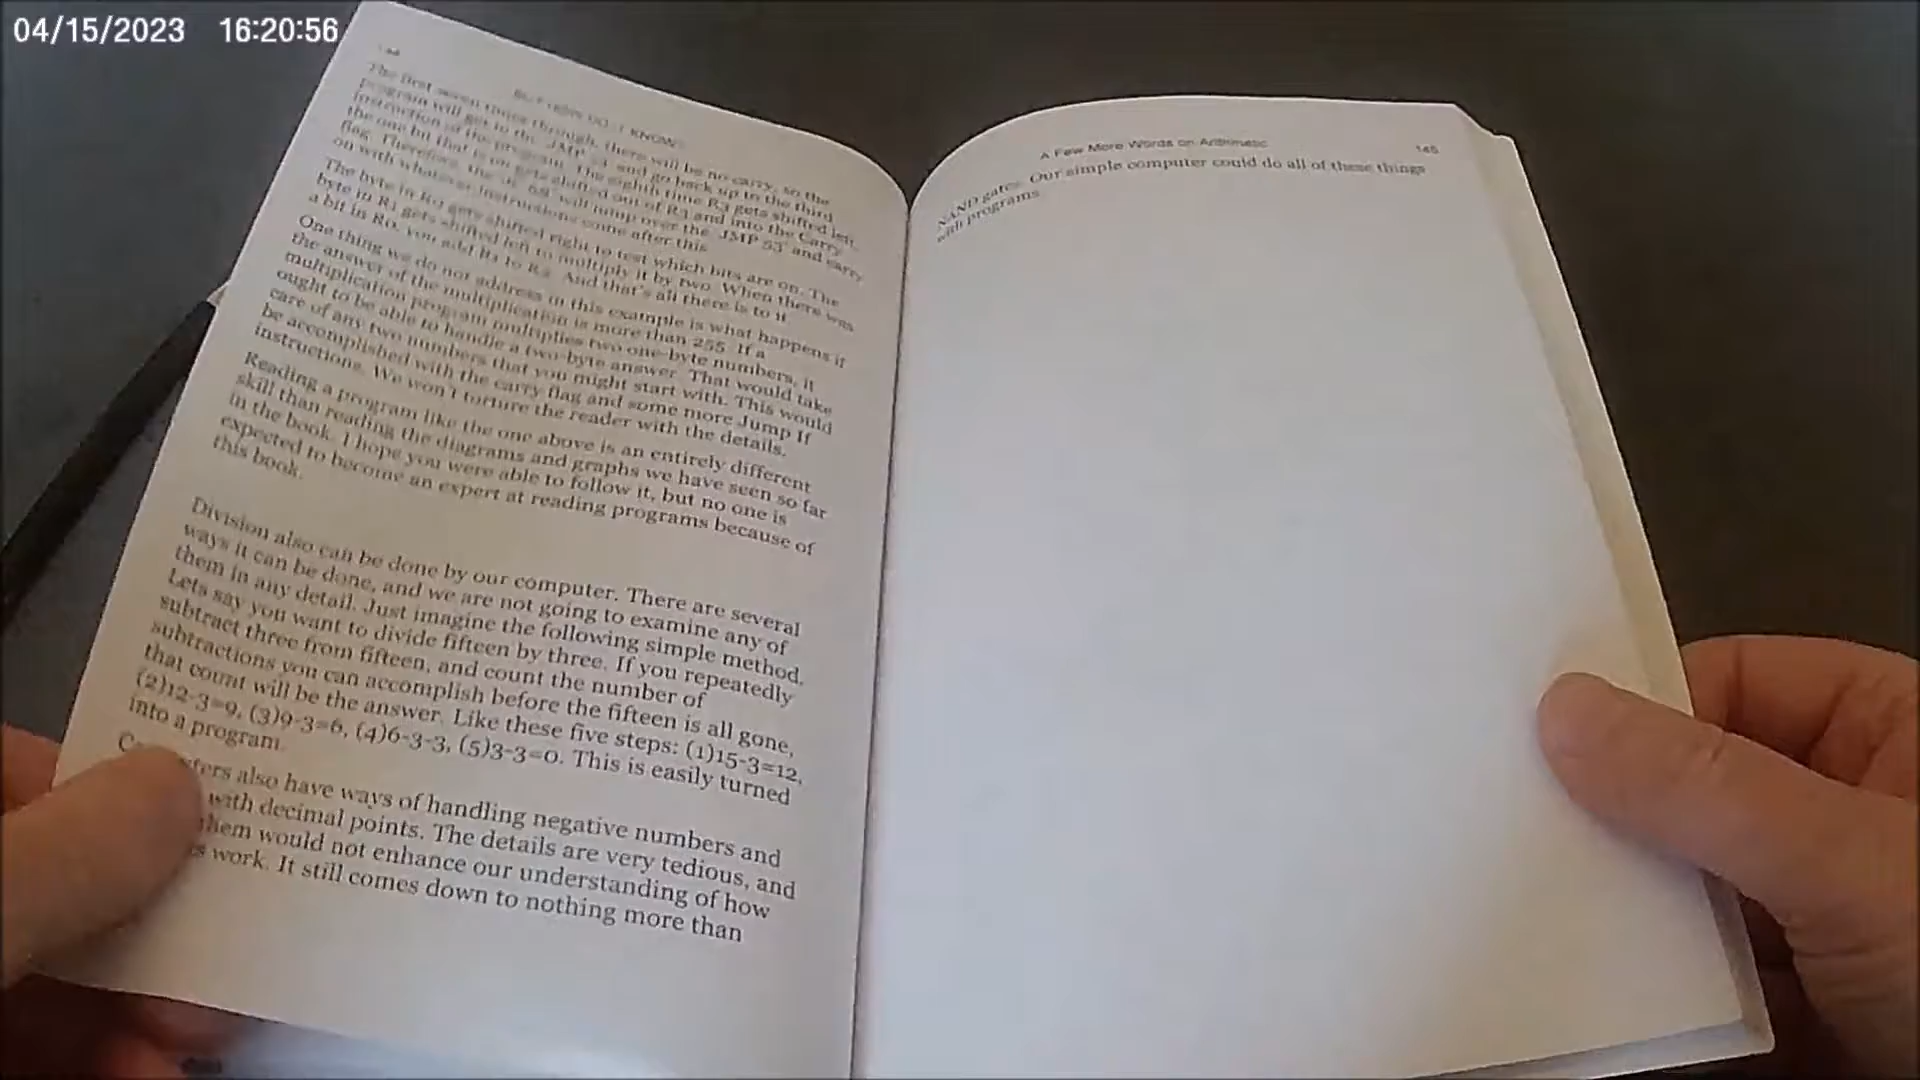 04/15/2023 16:20:56
144
BUT HOW DO I KNOW?
The first seven times through, there will be no carry, so the
program will get to the 'JMP 53' and go back up to the third
instruction of the program. The eighth time R3 gets shifted left,
the one bit that is on gets shifted out of R3 and into the Carry
flag. Therefore, the 'JC 68' will jump over the 'JMP 53' and carry
on with whatever instructions come after this.
The byte in R0 gets shifted right to test which bits are on. The
byte in R1 gets shifted left to multiply it by two. When there was
a bit in R0, you add R1 to R2. And that's all there is to it.
One thing we do not address in this example is what happens if
the answer of the multiplication is more than 255. If a
multiplication program multiplies two one-byte numbers, it
ought to be able to handle a two-byte answer. That would take
care of any two numbers that you might start with. This would
be accomplished with the carry flag and some more Jump If
instructions. We won't torture the reader with the details.
Reading a program like the one above is an entirely different
skill than reading the diagrams and graphs we have seen so far
in the book. I hope you were able to follow it, but no one is
expected to become an expert at reading programs because of
this book.
Division also can be done by our computer. There are several
ways it can be done, and we are not going to examine any of
them in any detail. Just imagine the following simple method.
Lets say you want to divide fifteen by three. If you repeatedly
subtract three from fifteen, and count the number of
subtractions you can accomplish before the fifteen is all gone,
that count will be the answer. Like these five steps: (1)15-3=12,
(2)12-3=9, (3)9-3=6, (4)6-3-3, (5)3-3=0. This is easily turned
into a program.
also have ways of handling negative numbers and
with decimal points. The details are very tedious, and
them would not enhance our understanding of how
work. It still comes down to nothing more than
A Few More Words on Arithmetic 145
NAND gates. Our simple computer could do all of these things
with programs.